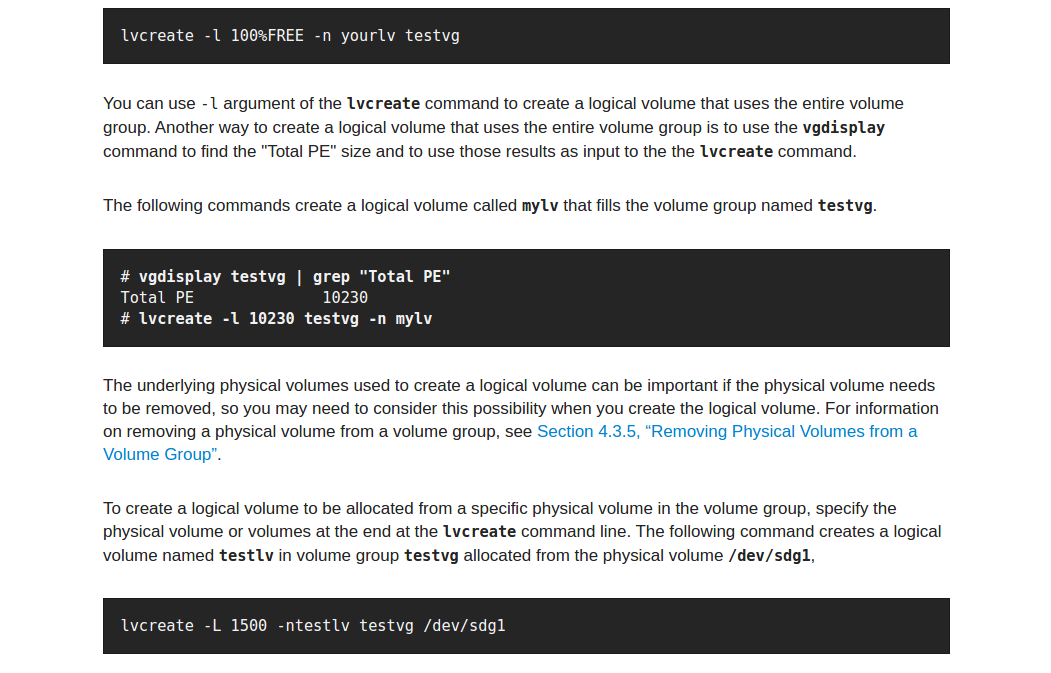 lvcreate -l 100%FREE -n yourlv testvg
You can use -l argument of the lvcreate command to create a logical volume that uses the entire volume
group. Another way to create a logical volume that uses the entire volume group is to use the vgdisplay
command to find the "Total PE" size and to use those results as input to the the lvcreate command.
The following commands create a logical volume called mylv that fills the volume group named testvg.
# vgdisplay testvg | grep "Total PE"
Total PE              10230
# lvcreate -l 10230 testvg -n mylv
The underlying physical volumes used to create a logical volume can be important if the physical volume needs
to be removed, so you may need to consider this possibility when you create the logical volume. For information
on removing a physical volume from a volume group, see Section 4.3.5, “Removing Physical Volumes from a
Volume Group”.
To create a logical volume to be allocated from a specific physical volume in the volume group, specify the
physical volume or volumes at the end at the lvcreate command line. The following command creates a logical
volume named testlv in volume group testvg allocated from the physical volume /dev/sdg1,
lvcreate -L 1500 -ntestlv testvg /dev/sdg1